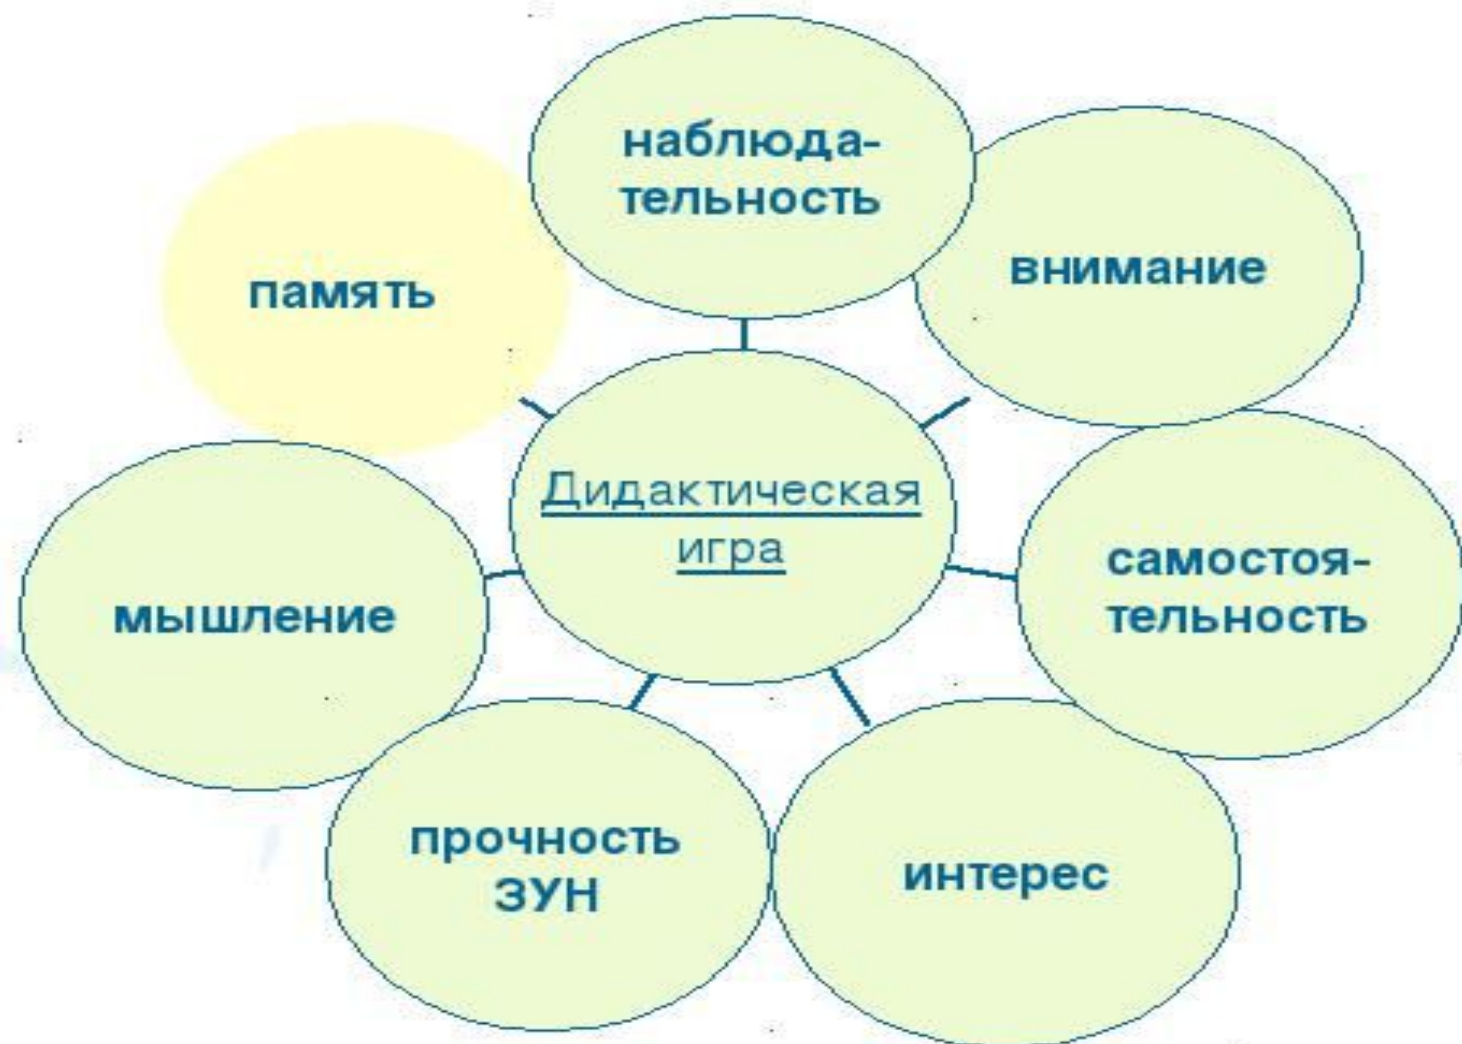 наблюда-
тельность
внимание
память
Дидактическая
игра
самостоя-
тельность
мышление
прочность
ЗУН
интерес